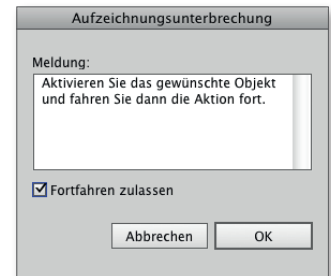 Aufzeichnungsunterbrechung
Meldung:
Aktivieren Sie das gewünschte Objekt
und fahren Sie dann die Aktion fort.
Fortfahren zulassen
Abbrechen
OK